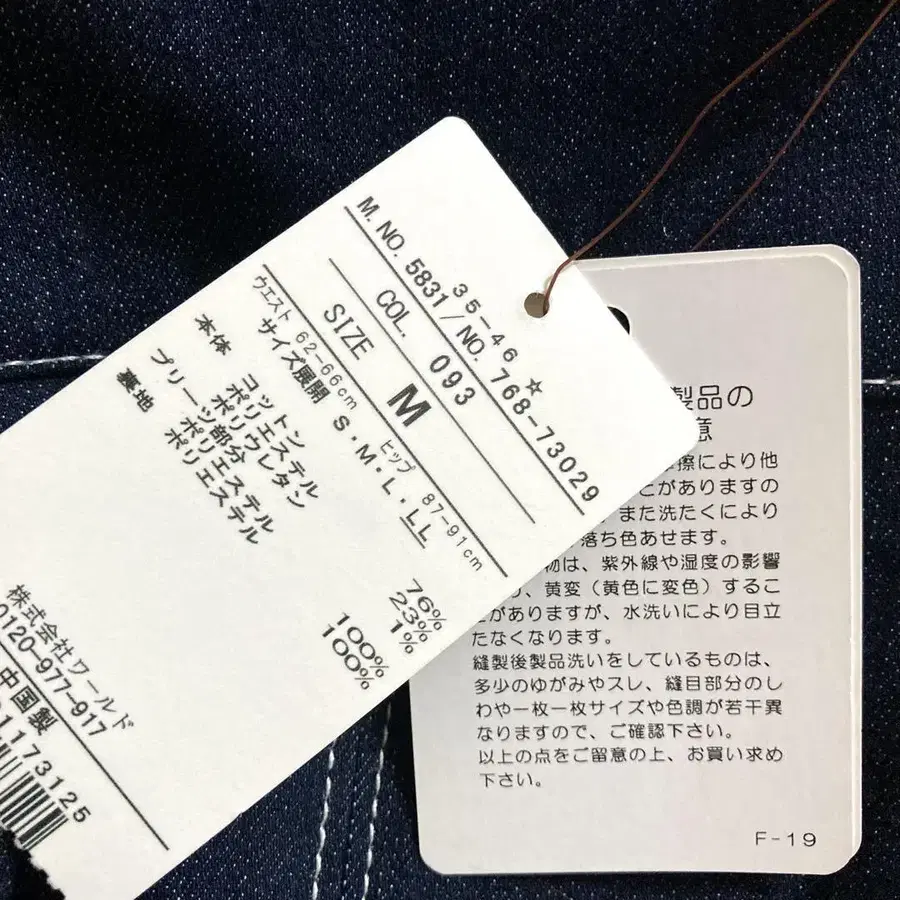 35-46☆
M.NO. 5831/NO. 768-73029
COL. 093
SIZE M
ウエスト 62-66cm ヒップ 87-91cm
サイズ展開 S・M・L・LL
本体 コットン 76%
ポリエステル 23%
ポリウレタン 1%
プリーツ部分
ポリエステル 100%
裏地 ポリエステル 100%
株式会社ワールド
0120-977-917
中国製
製品の
意
擦により他
とがありますの
また洗たくにより
落ち色あせます。
物は、紫外線や湿度の影響
、黄変（黄色に変色）するこ
とがありますが、水洗いにより目立
たなくなります。
縫製後製品洗いをしているものは、
多少のゆがみやスレ、縫目部分のし
わや一枚一枚サイズや色調が若干異
なりますので、ご確認下さい。
以上の点をご留意の上、お買い求め
下さい。
F-19